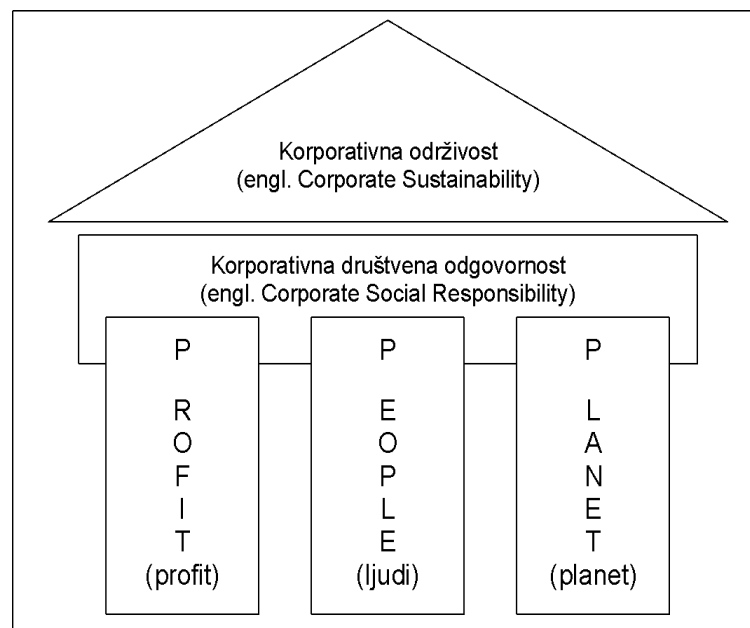 Korporativna održivost
(engl. Corporate Sustainability)
Korporativna društvena odgovornost
(engl. Corporate Social Responsibility)
P
R
O
F
I
T
(profit)
P
E
O
P
L
E
(ljudi)
P
L
A
N
E
T
(planet)